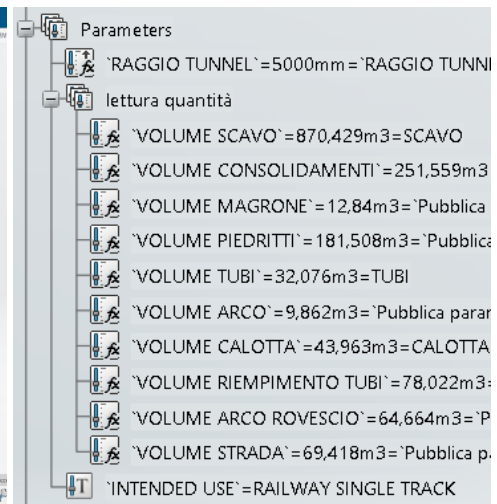 Parameters
`RAGGIO TUNNEL`=5000mm=`RAGGIO TUNN
lettura quantità
`VOLUME SCAVO`=870,429m3=SCAVO
`VOLUME CONSOLIDAMENTI`=251,559m3
`VOLUME MAGRONE`=12,84m3=`Pubblica
`VOLUME PIEDRITTI`=181,508m3=`Pubblica
`VOLUME TUBI`=32,076m3=TUBI
`VOLUME ARCO`=9,862m3=`Pubblica param
`VOLUME CALOTTA`=43,963m3=CALOTTA
`VOLUME RIEMPIMENTO TUBI`=78,022m3=
`VOLUME ARCO ROVESCIO`=64,664m3=`P
`VOLUME STRADA`=69,418m3=`Pubblica pa
`INTENDED USE`=RAILWAY SINGLE TRACK